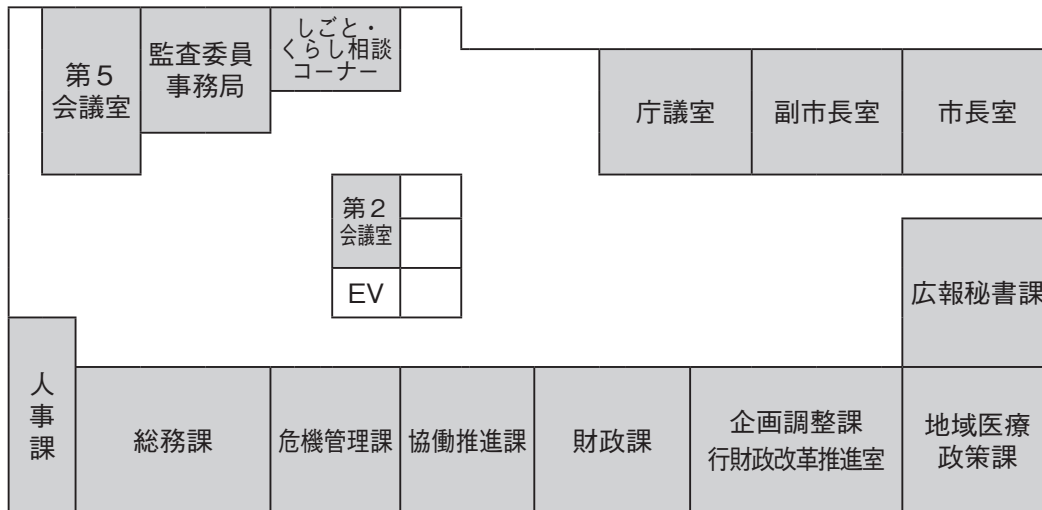 第5
会議室
監査委員
事務局
しごと・
くらし相談
コーナー
庁議室
副市長室
市長室
第2
会議室
EV
広報秘書課
人事課
総務課
危機管理課
協働推進課
財政課
企画調整課
行財政改革推進室
地域医療
政策課